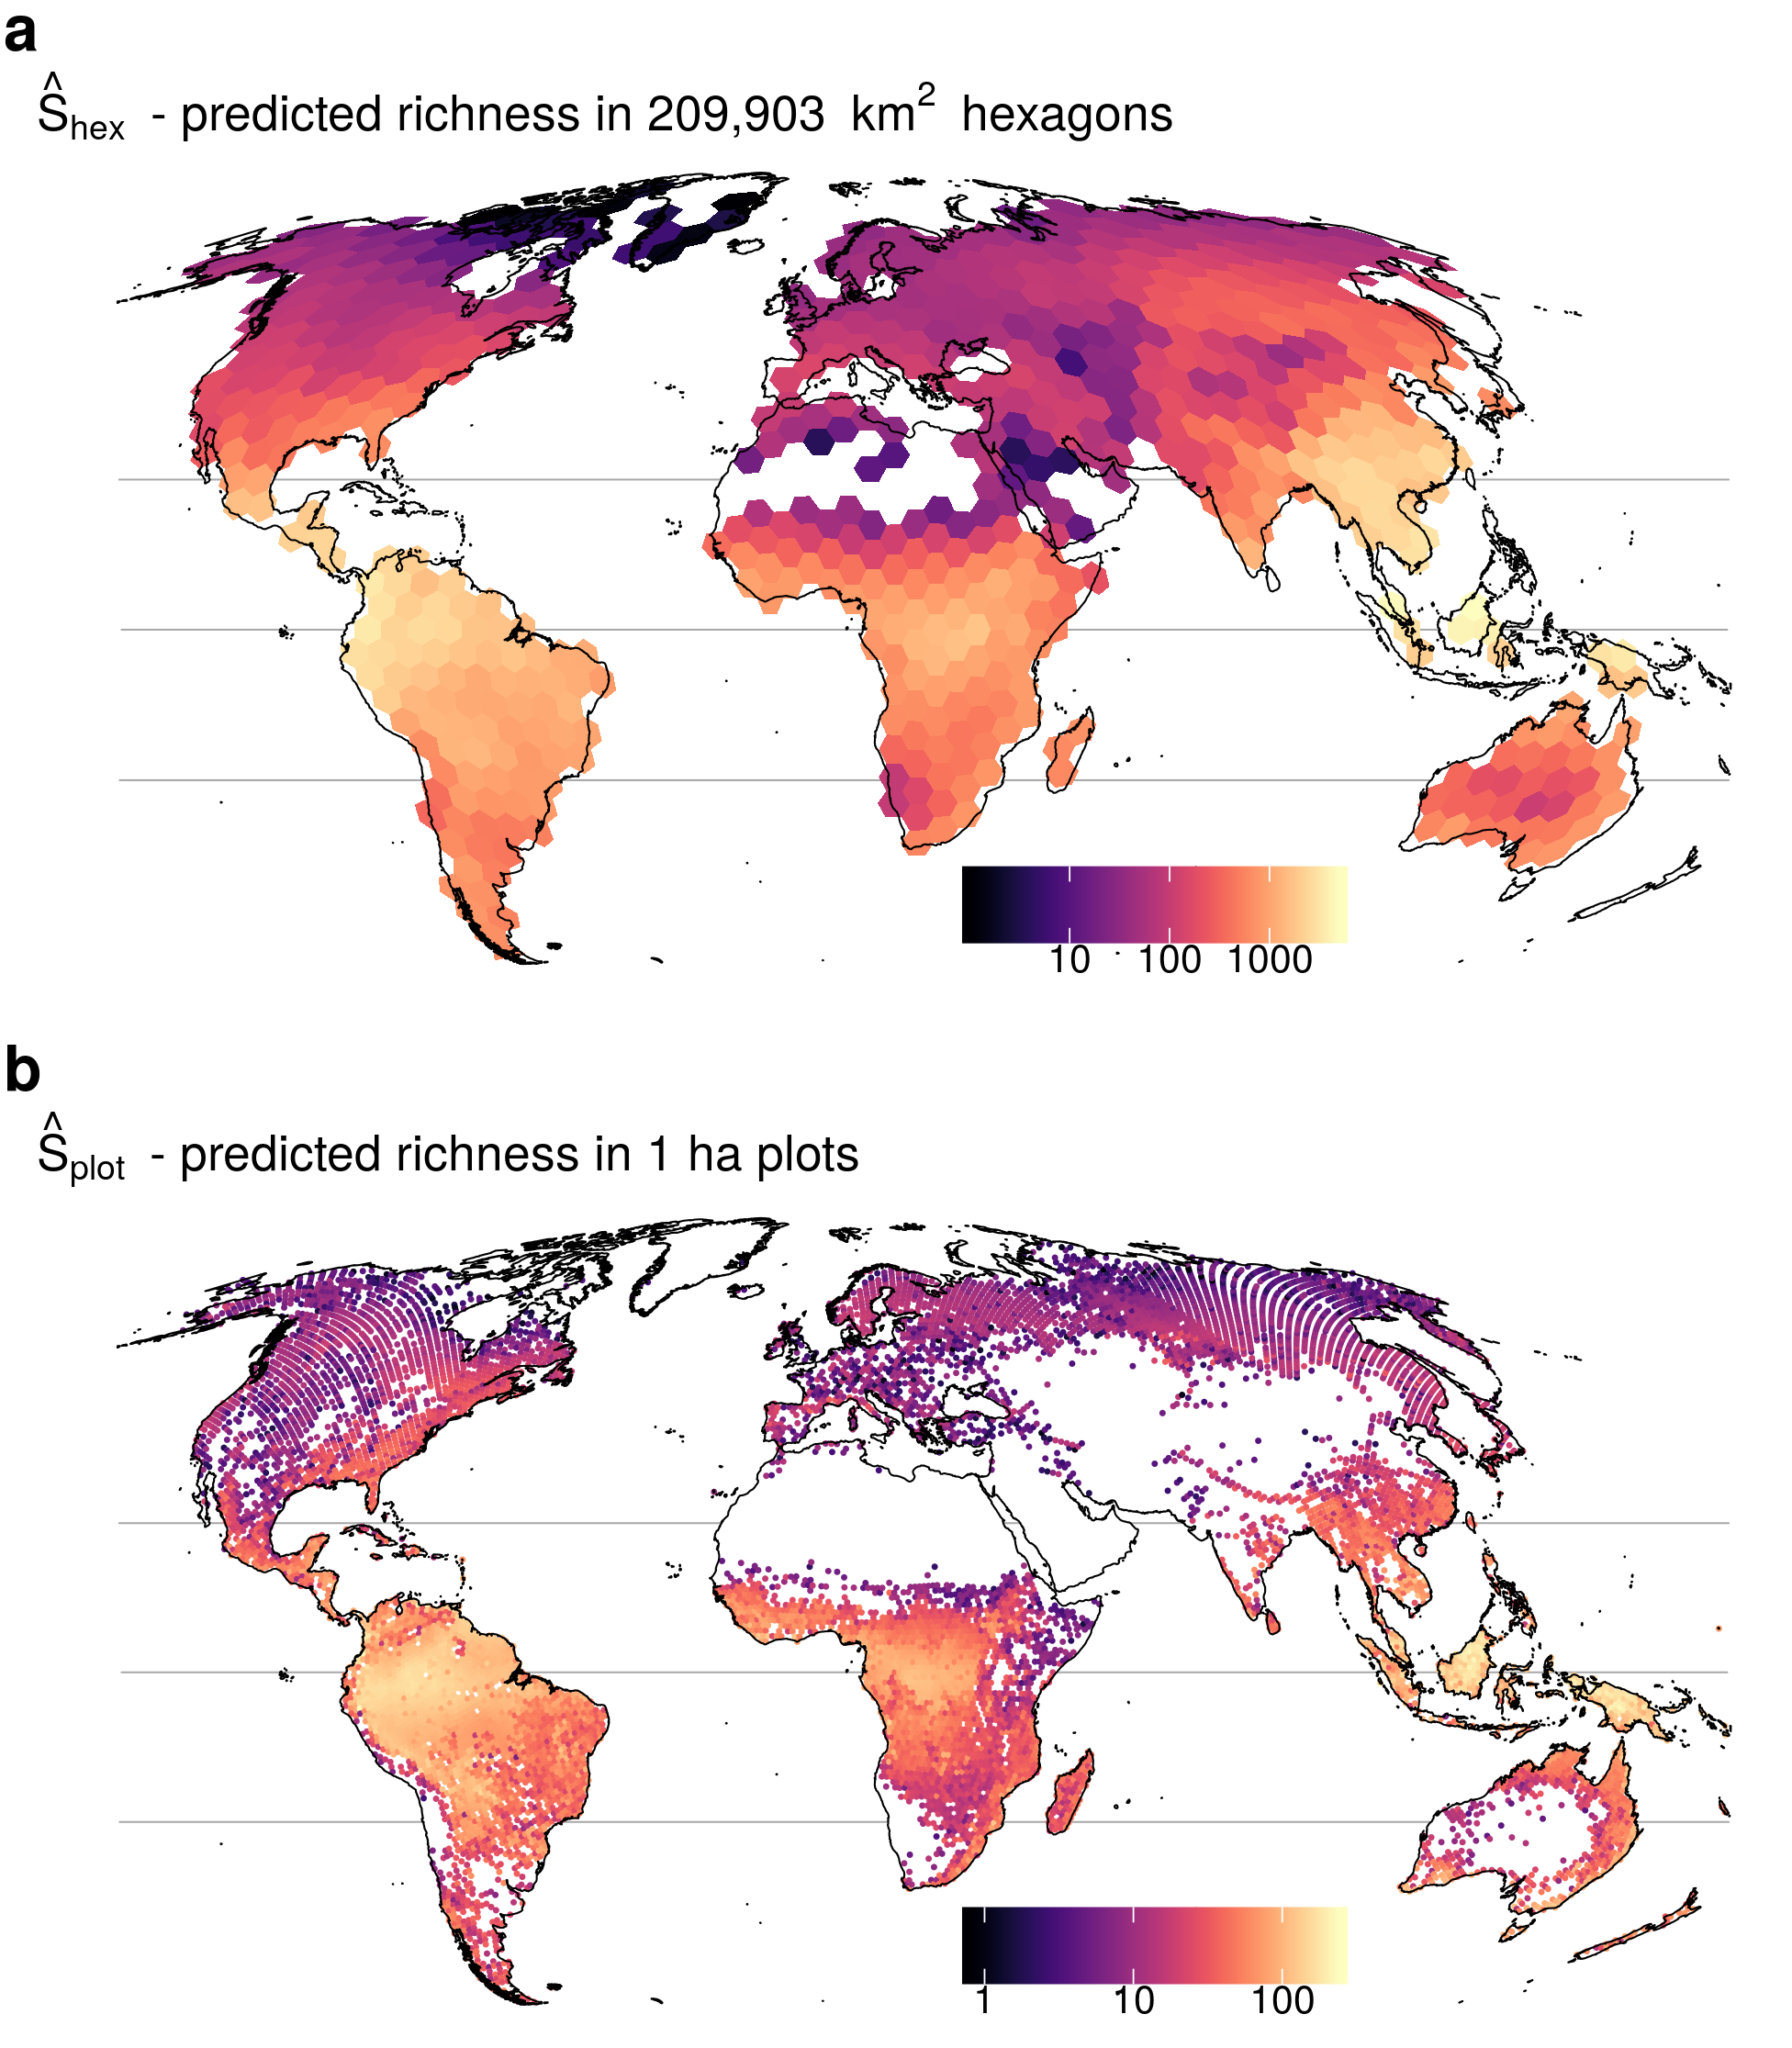 a
Ŝhex - predicted richness in 209,903 km² hexagons
10 100 1000
b
Ŝplot - predicted richness in 1 ha plots
1 10 100